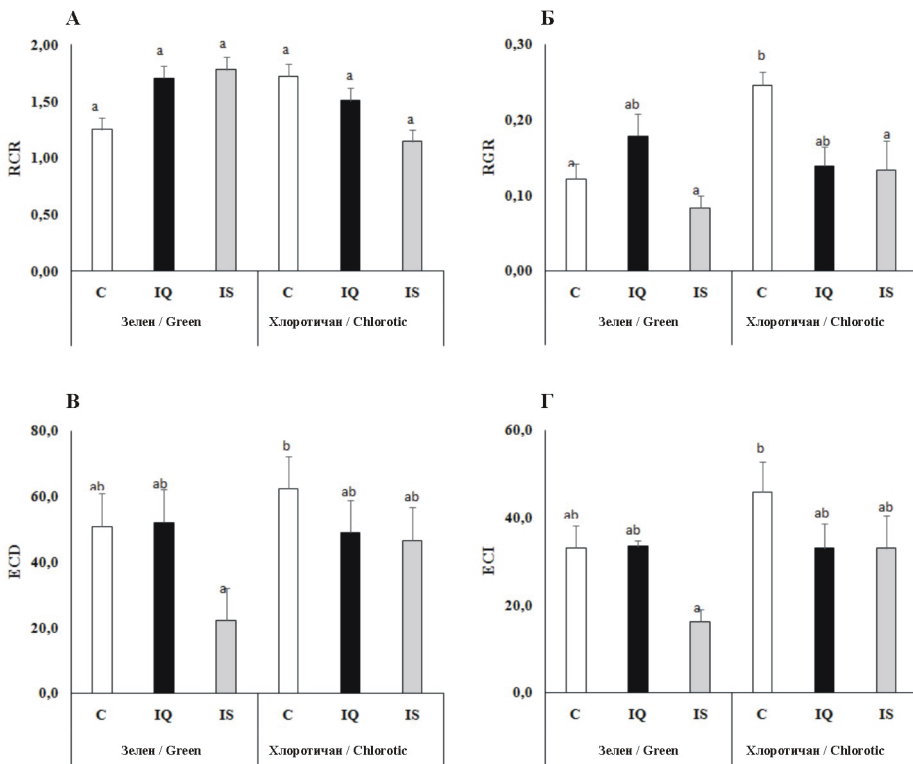 А
2,00
1,50
1,00
0,50
0,00
RCR
a
a
a
a
a
a
C IQ IS C IQ IS
Зелен / Green Хлоротичан / Chlorotic
Б
0,30
0,20
0,10
0,00
RGR
a
ab
a
b
ab
a
C IQ IS C IQ IS
Зелен / Green Хлоротичан / Chlorotic
В
80,0
60,0
40,0
20,0
0,0
ECD
ab
ab
a
b
ab
ab
C IQ IS C IQ IS
Зелен / Green Хлоротичан / Chlorotic
Г
60,0
40,0
20,0
0,0
ECI
ab
ab
a
b
ab
ab
C IQ IS C IQ IS
Зелен / Green Хлоротичан / Chlorotic